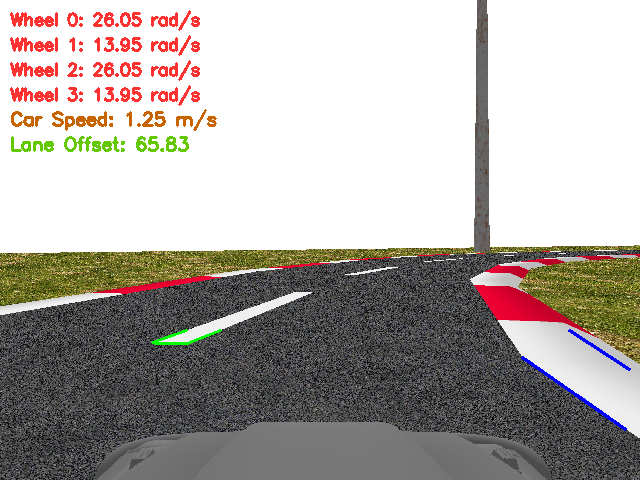 Wheel 0: 26.05 rad/s
Wheel 1: 13.95 rad/s
Wheel 2: 26.05 rad/s
Wheel 3: 13.95 rad/s
Car Speed: 1.25 m/s
Lane Offset: 65.83